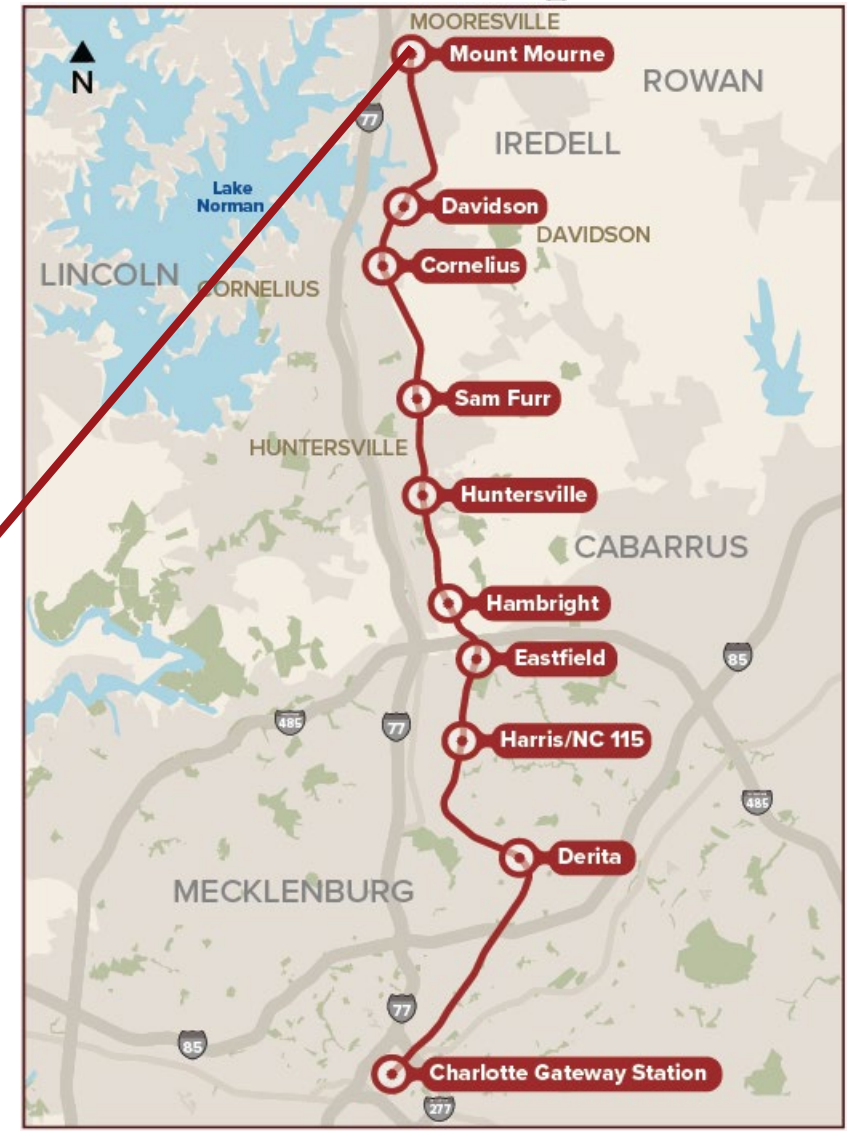 MOORESVILLE
Mount Mourne
N
ROWAN
77
IREDELL
Lake
Norman
Davidson
DAVIDSON
Cornelius
LINCOLN
CORNELIUS
Sam Furr
HUNTERSVILLE
Huntersville
CABARRUS
Hambright
Eastfield
85
485
77
Harris/NC 115
485
Derita
MECKLENBURG
77
85
Charlotte Gateway Station
277